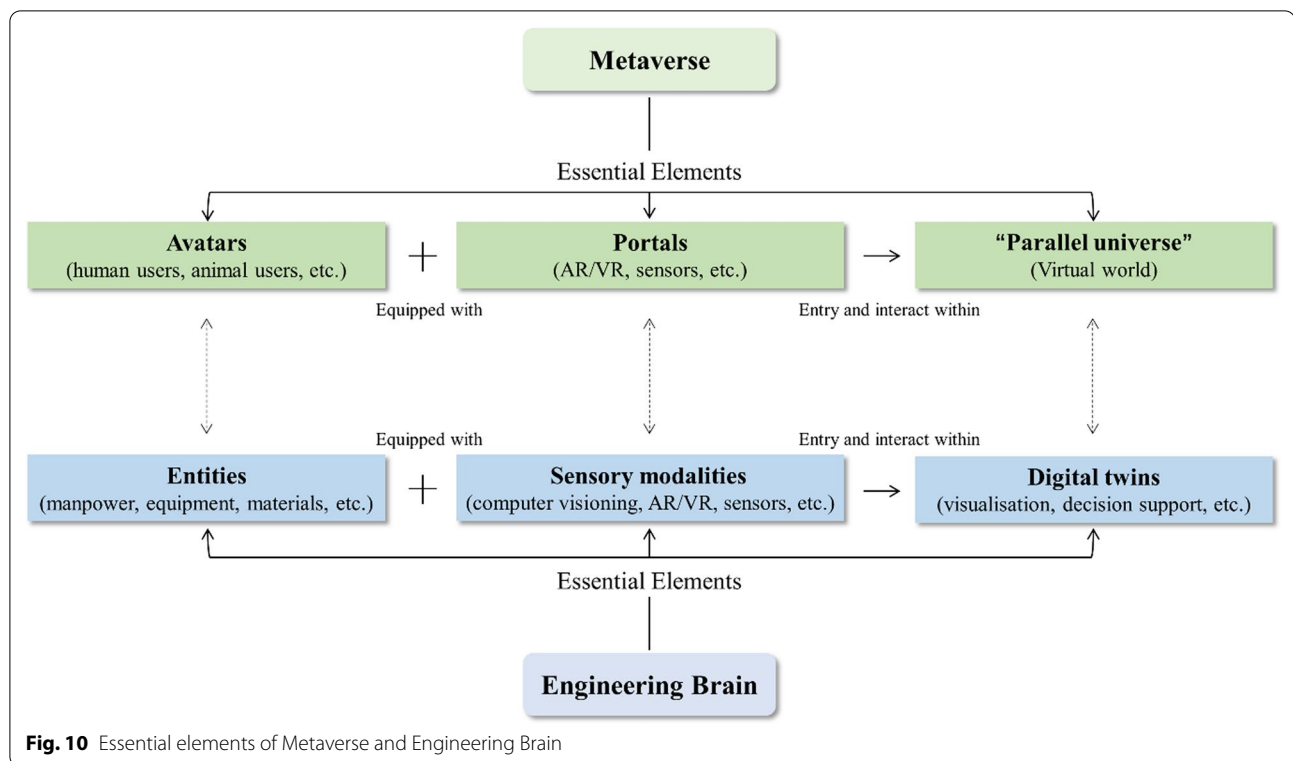 Metaverse
Essential Elements
Avatars
(human users, animal users, etc.)
+
Portals
(AR/VR, sensors, etc.)
“Parallel universe”
(Virtual world)
Equipped with
Entry and interact within
Equipped with
Entry and interact within
Entities
(manpower, equipment, materials, etc.)
+
Sensory modalities
(computer visioning, AR/VR, sensors, etc.)
Digital twins
(visualisation, decision support, etc.)
Essential Elements
Engineering Brain
Fig. 10 Essential elements of Metaverse and Engineering Brain